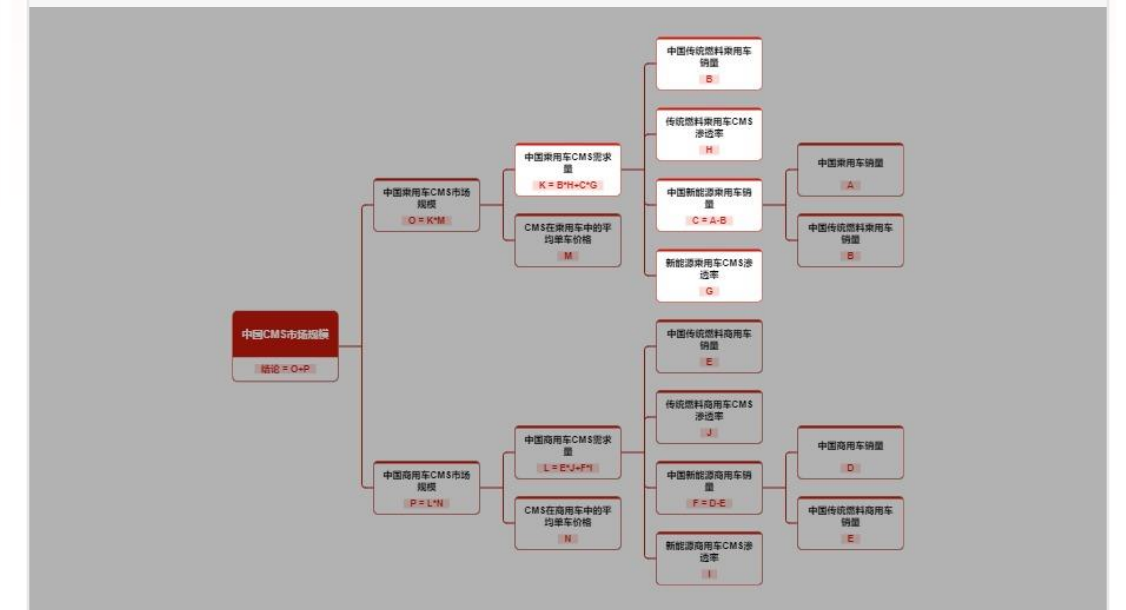 中国CMS市场规模
结论 = O+P
中国乘用车CMS市场
规模
O = K*M
中国乘用车CMS需求
量
K = B*H+C*G
中国传统燃料乘用车
销量
B
传统燃料乘用车CMS
渗透率
H
中国新能源乘用车销
量
C = A-B
中国乘用车销量
A
中国传统燃料乘用车
销量
B
新能源乘用车CMS渗
透率
G
CMS在乘用车中的平
均单车价格
M
中国商用车CMS市场
规模
P = L*N
中国商用车CMS需求
量
L = E*J+F*I
中国传统燃料商用车
销量
E
传统燃料商用车CMS
渗透率
J
中国新能源商用车销
量
F = D-E
中国商用车销量
D
中国传统燃料商用车
销量
E
新能源商用车CMS渗
透率
I
CMS在商用车中的平
均单车价格
N